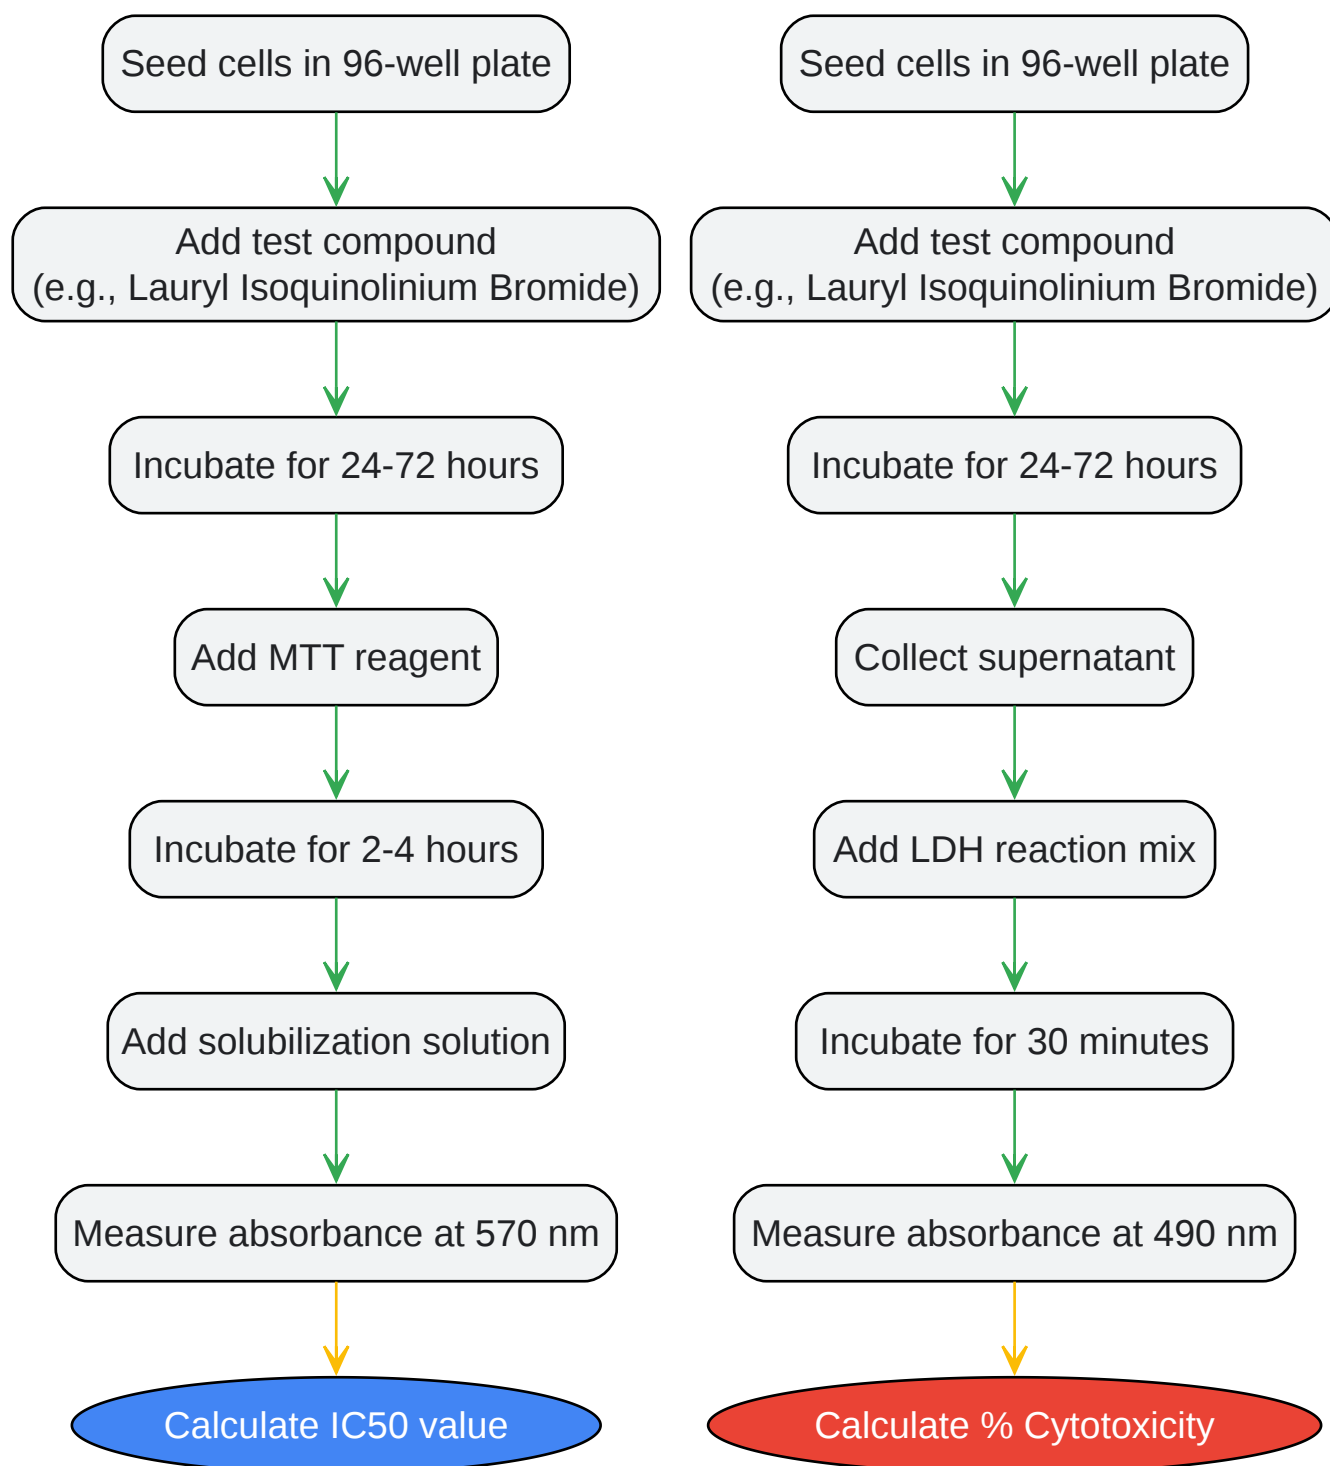 Seed cells in 96-well plate
Add test compound
(e.g., Lauryl Isoquinolinium Bromide)
Incubate for 24-72 hours
Add MTT reagent
Incubate for 2-4 hours
Add solubilization solution
Measure absorbance at 570 nm
Calculate IC50 value
Seed cells in 96-well plate
Add test compound
(e.g., Lauryl Isoquinolinium Bromide)
Incubate for 24-72 hours
Collect supernatant
Add LDH reaction mix
Incubate for 30 minutes
Measure absorbance at 490 nm
Calculate % Cytotoxicity